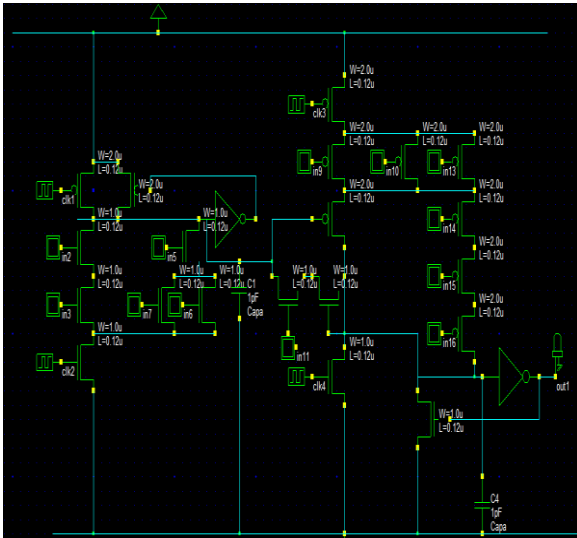 W=2.0u
L=0.12u
clk3
W=2.0u
L=0.12u
in9
W=2.0u
L=0.12u
in10
W=2.0u
L=0.12u
in13
W=2.0u
L=0.12u
clk1
W=2.0u
L=0.12u
W=2.0u
L=0.12u
W=2.0u
L=0.12u
in14
W=1.0u
L=0.12u
in2
W=1.0u
L=0.12u
in5
W=1.0u
L=0.12u
in3
W=1.0u
L=0.12u
in7
W=1.0u
L=0.12u
in6
C1
1pF
Capa
W=1.0u
L=0.12u
W=1.0u
L=0.12u
in11
W=2.0u
L=0.12u
in15
W=2.0u
L=0.12u
in16
W=1.0u
L=0.12u
clk2
W=1.0u
L=0.12u
clk4
out1
W=1.0u
L=0.12u
C4
1pF
Capa